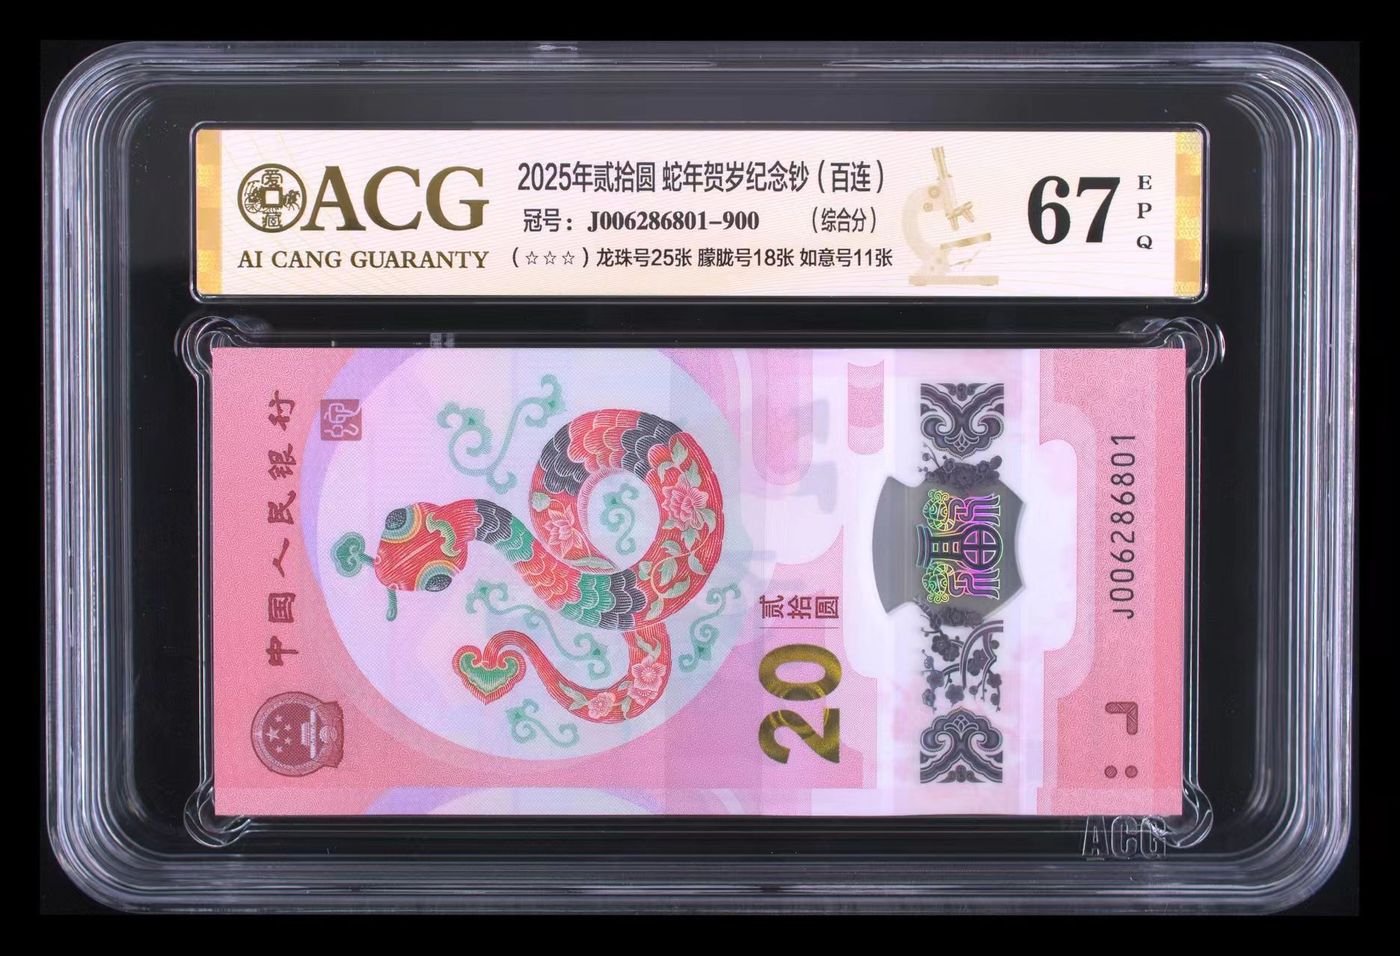 ACG
AI CANG GUARANTY
爱
藏
2025年贰拾圆 蛇年贺岁纪念钞(百连)
冠号: J006286801-900 (综合分)
(☆☆☆) 龙珠号25张 朦胧号18张 如意号11张
67
EPQ
中国人民银行
贰拾圆
20
福
J006286801
ACG